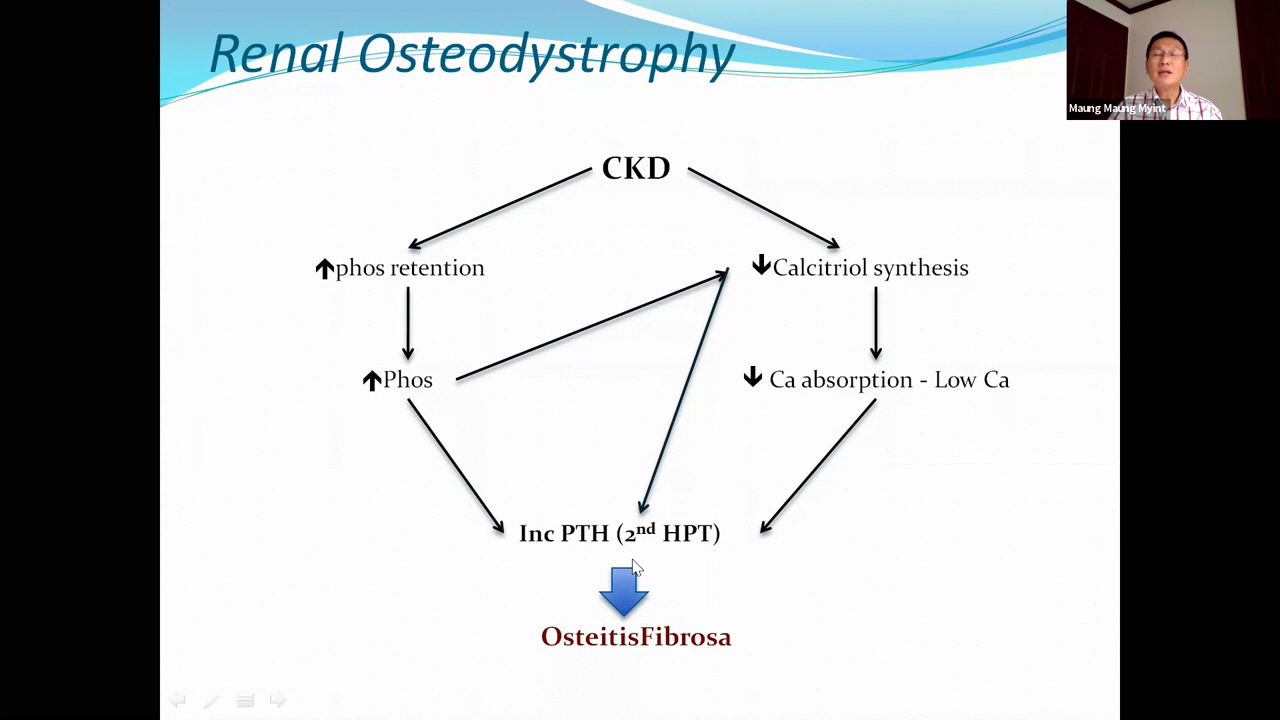 Renal Osteodystrophy
Maung Maung Myint
CKD
↑phos retention
↓Calcitriol synthesis
↑Phos
↓ Ca absorption - Low Ca
Inc PTH (2nd HPT)
OsteitisFibrosa